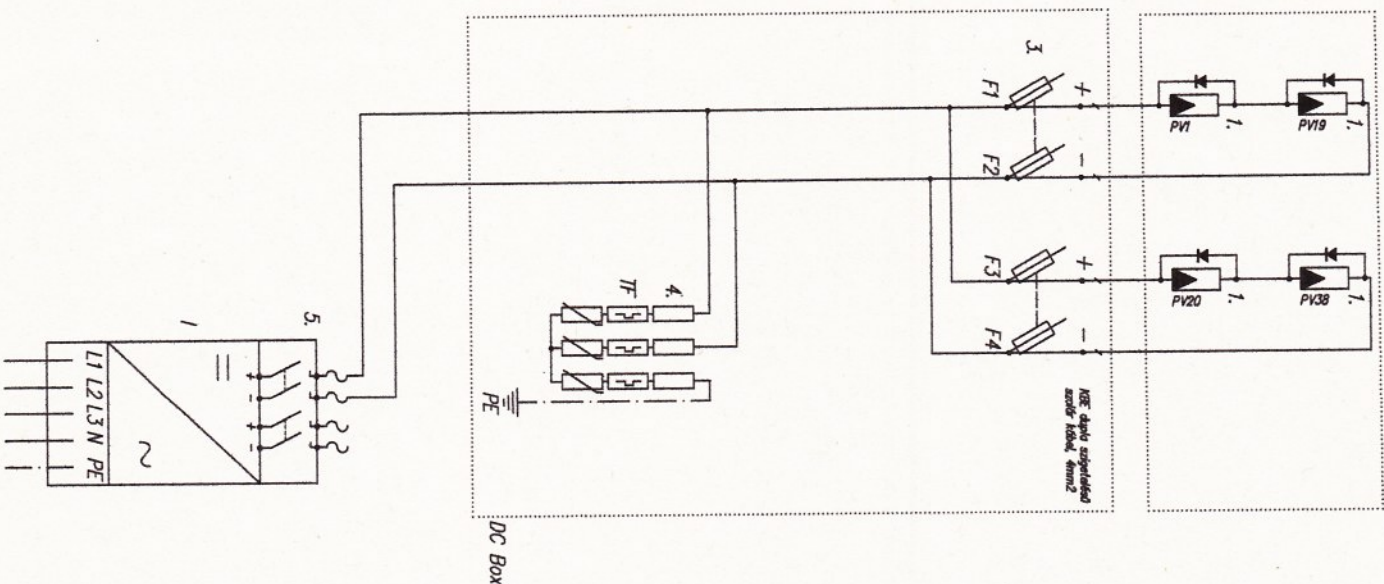 1.
PV1
1.
PV19
1.
PV20
1.
PV38
3.
F1
+
F2
-
F3
+
F4
-
KBE dupla szigetelésű
szolár kábel, 4mm2
4.
TF
PE
DC Box
5.
1
+
-
+
-
L1 L2 L3 N PE